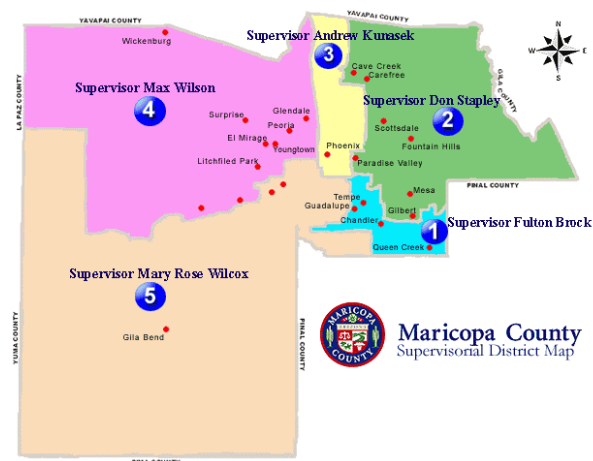 YAVAPAI COUNTY
YAVAPAI COUNTY
N
W
E
S
Wickenburg
Supervisor Andrew Kunasek
3
Cave Creek
Carefree
GILA COUNTY
LA PAZ COUNTY
Supervisor Max Wilson
4
Supervisor Don Stapley
2
Surprise
Glendale
Peoria
Scottsdale
El Mirage
Youngtown
Phoenix
Fountain Hills
Litchfiled Park
Paradise Valley
PINAL COUNTY
Mesa
Tempe
Guadalupe
Gilbert
Chandler
Supervisor Fulton Brock
1
Queen Creek
Supervisor Mary Rose Wilcox
5
YUMA COUNTY
PINAL COUNTY
Gila Bend
MARICOPA
COUNTY
Maricopa County
Supervisorial District Map